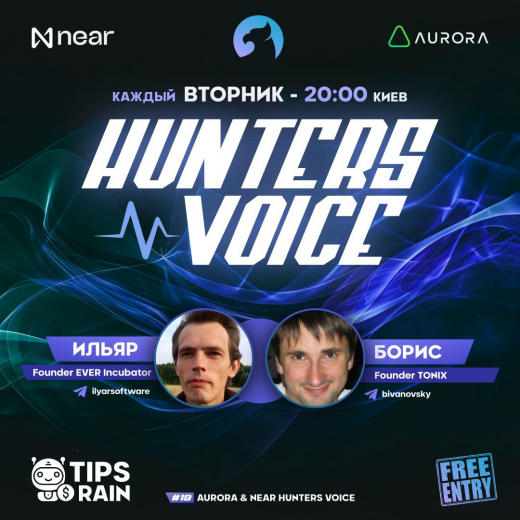 near
AURORA
КАЖДЫЙ ВТОРНИК - 20:00 КИЕВ
HUNTERS
VOICE
ИЛЬЯР
Founder EVER Incubator
ilyarsoftware
БОРИС
Founder TONIX
bivanovsky
TIPS
RAIN
#18 AURORA & NEAR HUNTERS VOICE
FREE
ENTRY